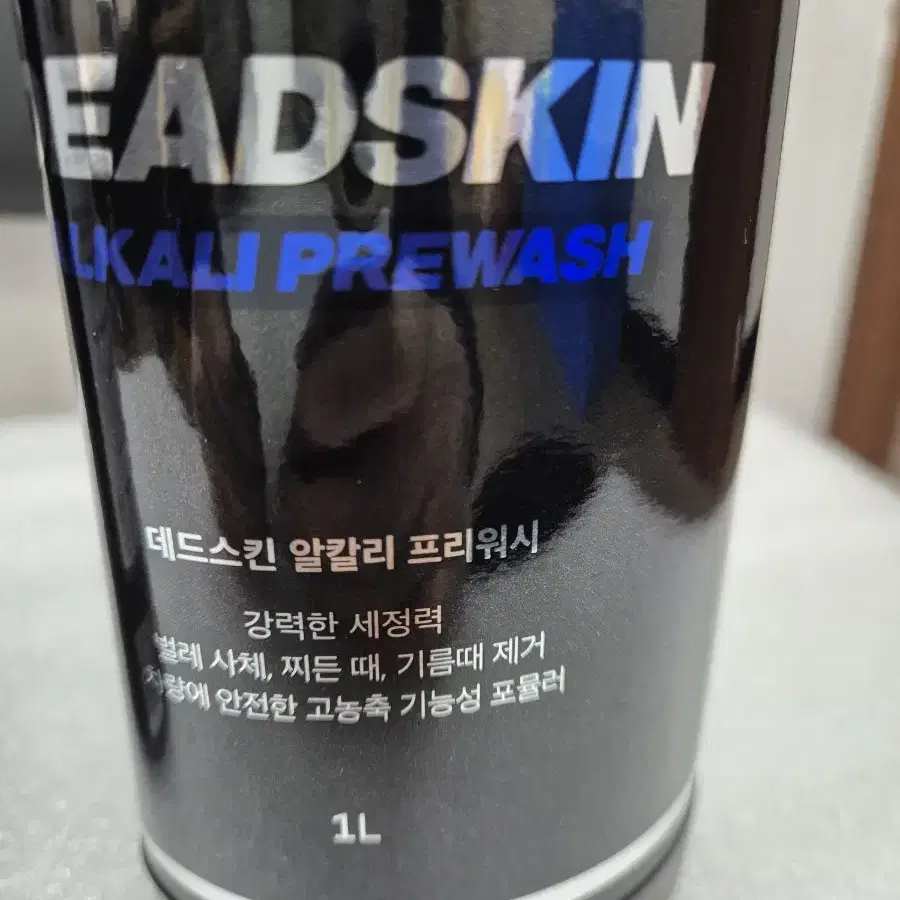 EADSKIN
ALKALI PREWASH
데드스킨 알칼리 프리워시
강력한 세정력
벌레 사체, 찌든 때, 기름때 제거
차량에 안전한 고농축 기능성 포뮬러
1L